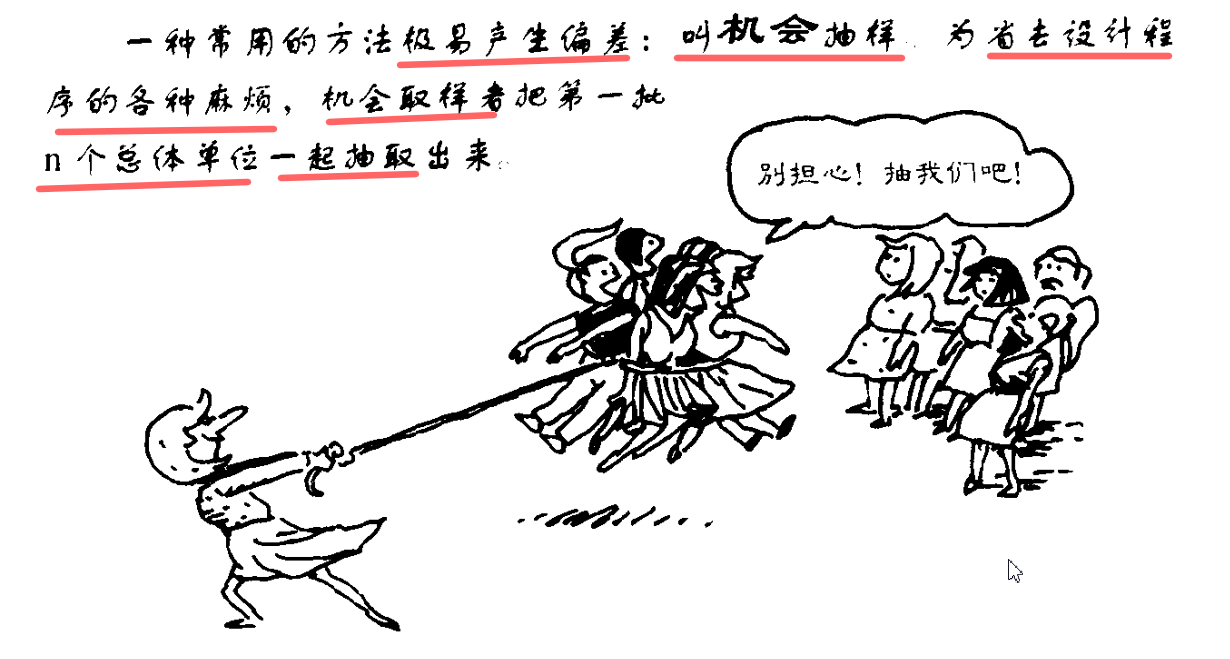 一种常用的方法极易产生偏差：叫机会抽样。为省去设计程
序的各种麻烦，机会取样者把第一批
n个总体单位一起抽取出来。
别担心！抽我们吧！